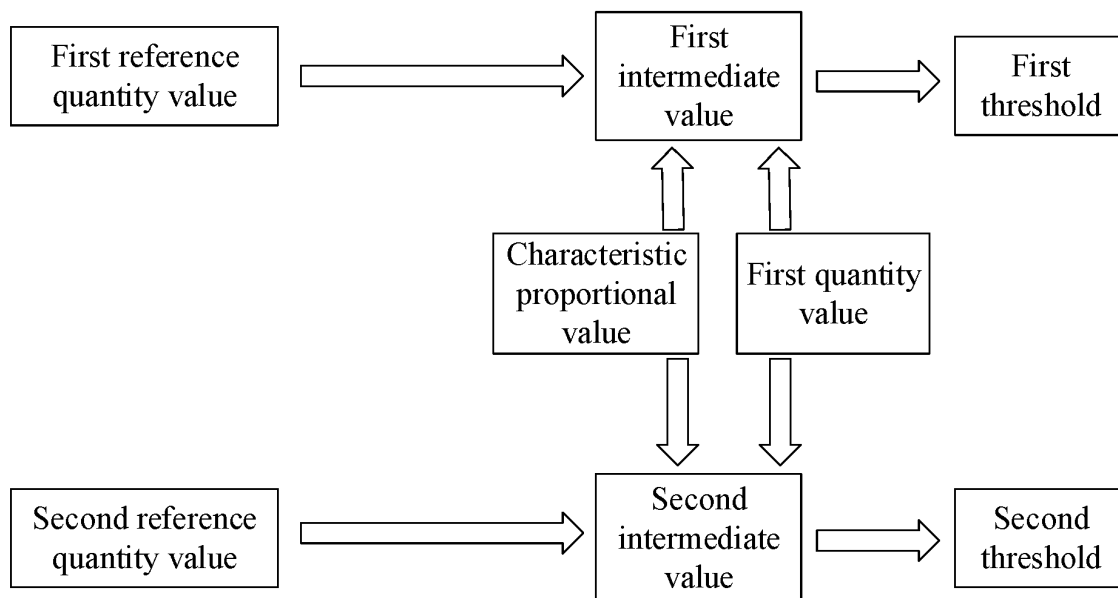 First reference
quantity value
First
intermediate
value
First
threshold
Characteristic
proportional
value
First quantity
value
Second reference
quantity value
Second
intermediate
value
Second
threshold